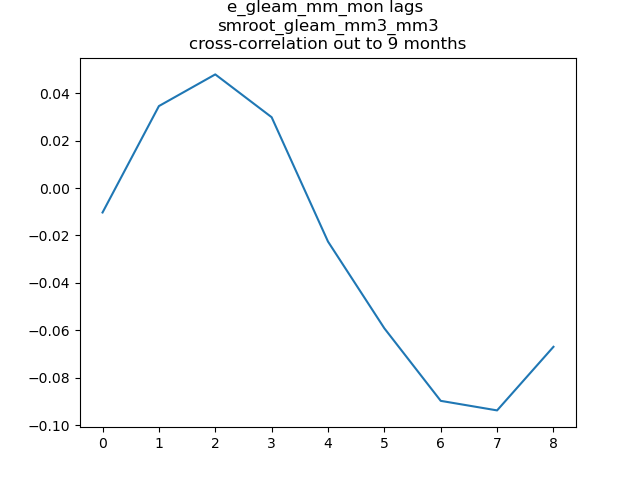 e_gleam_mm_mon lags
smroot_gleam_mm3_mm3
cross-correlation out to 9 months
0.04
0.02
0.00
−0.02
−0.04
−0.06
−0.08
−0.10
0 1 2 3 4 5 6 7 8